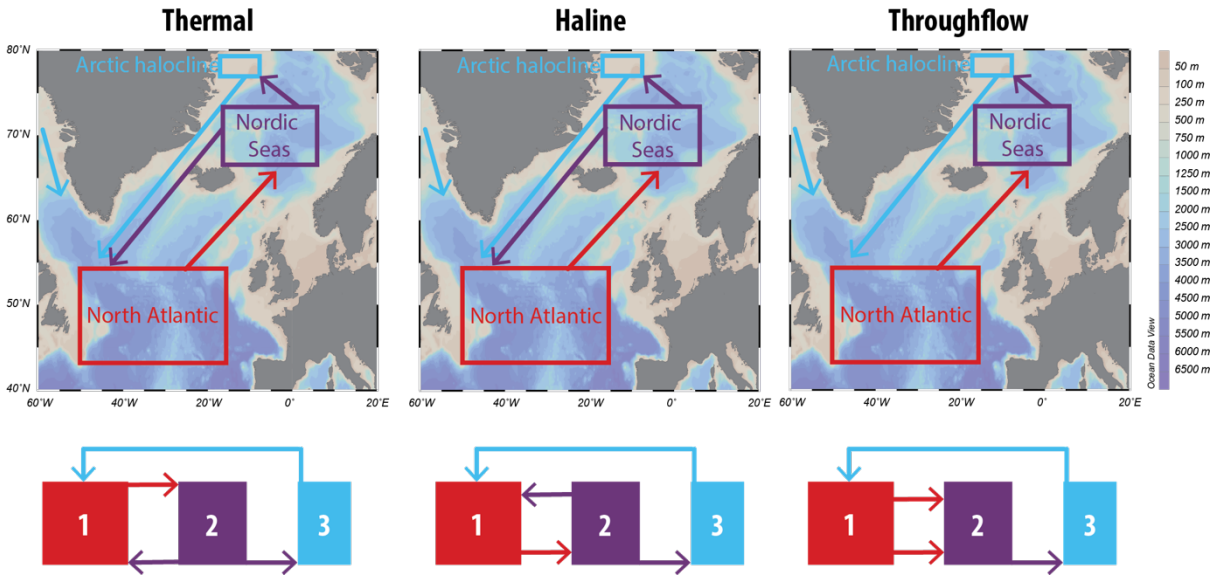 Thermal
Haline
Throughflow
80°N
70°N
60°N
50°N
40°N
60°W
40°W
20°W
0°
20°E
Arctic halocline
Nordic
Seas
North Atlantic
60°W
40°W
20°W
0°
20°E
Arctic halocline
Nordic
Seas
North Atlantic
60°W
40°W
20°W
0°
20°E
Arctic halocline
Nordic
Seas
North Atlantic
50 m
100 m
250 m
500 m
750 m
1000 m
1250 m
1500 m
2000 m
2500 m
3000 m
3500 m
4000 m
4500 m
5000 m
5500 m
6000 m
6500 m
Ocean Data View
1
2
3
1
2
3
1
2
3